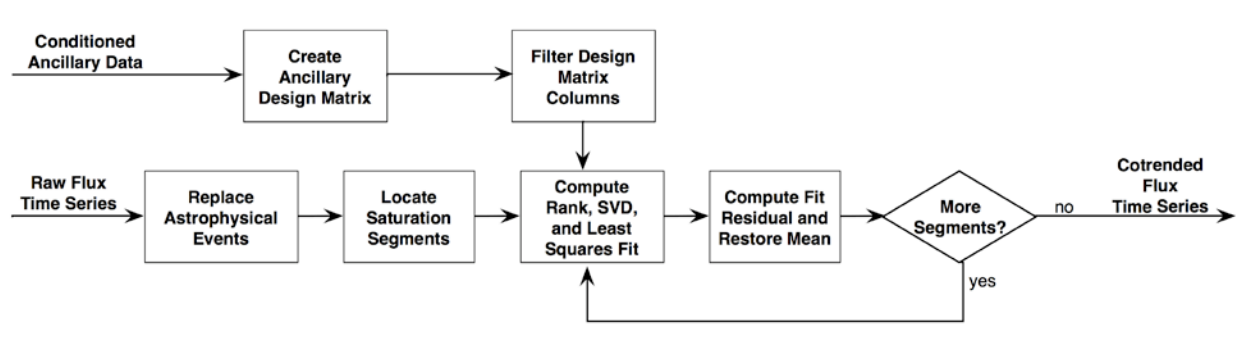 Conditioned
Ancillary Data
Create
Ancillary
Design Matrix
Filter Design
Matrix
Columns
Raw Flux
Time Series
Replace
Astrophysical
Events
Locate
Saturation
Segments
Compute
Rank, SVD,
and Least
Squares Fit
Compute Fit
Residual and
Restore Mean
More
Segments?
no
yes
Cotrended
Flux
Time Series